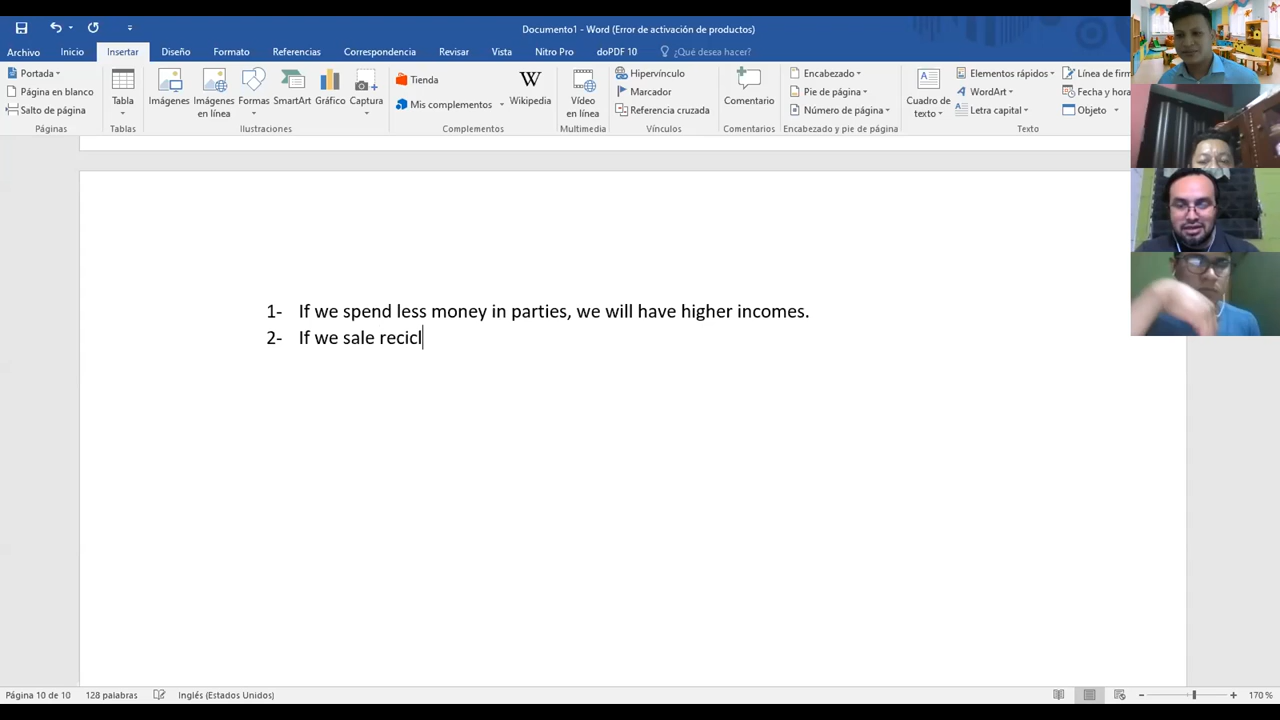 Documento1 - Word (Error de activación de productos)
Archivo Inicio Insertar Diseño Formato Referencias Correspondencia Revisar Vista Nitro Pro doPDF 10 ¿Qué desea hacer?
Portada
Página en blanco
Salto de página
Páginas
Tabla
Tablas
Imágenes
Imágenes en línea
Formas
SmartArt
Gráfico
Captura
Ilustraciones
Tienda
Mis complementos
Wikipedia
Complementos
Vídeo en línea
Multimedia
Hipervínculo
Marcador
Referencia cruzada
Vínculos
Comentario
Comentarios
Encabezado
Pie de página
Número de página
Encabezado y pie de página
Cuadro de texto
Elementos rápidos
WordArt
Letra capital
Línea de firm
Fecha y hora
Objeto
Texto
1- If we spend less money in parties, we will have higher incomes.
2- If we sale recicl
Página 10 de 10 128 palabras Inglés (Estados Unidos) 170 %